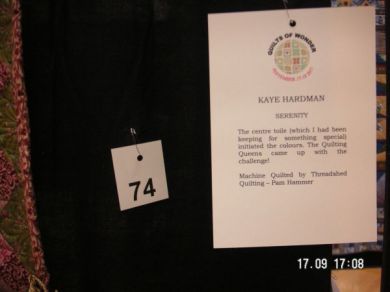 QUILTS OF WONDER
KAYE HARDMAN
SERENITY
The centre toile (which I had been
keeping for something special)
initiated the colours. The Quilting
Queens came up with the
challenge!
Machine Quilted by Threadshed
Quilting – Pam Hammer
74
17.09 17:08